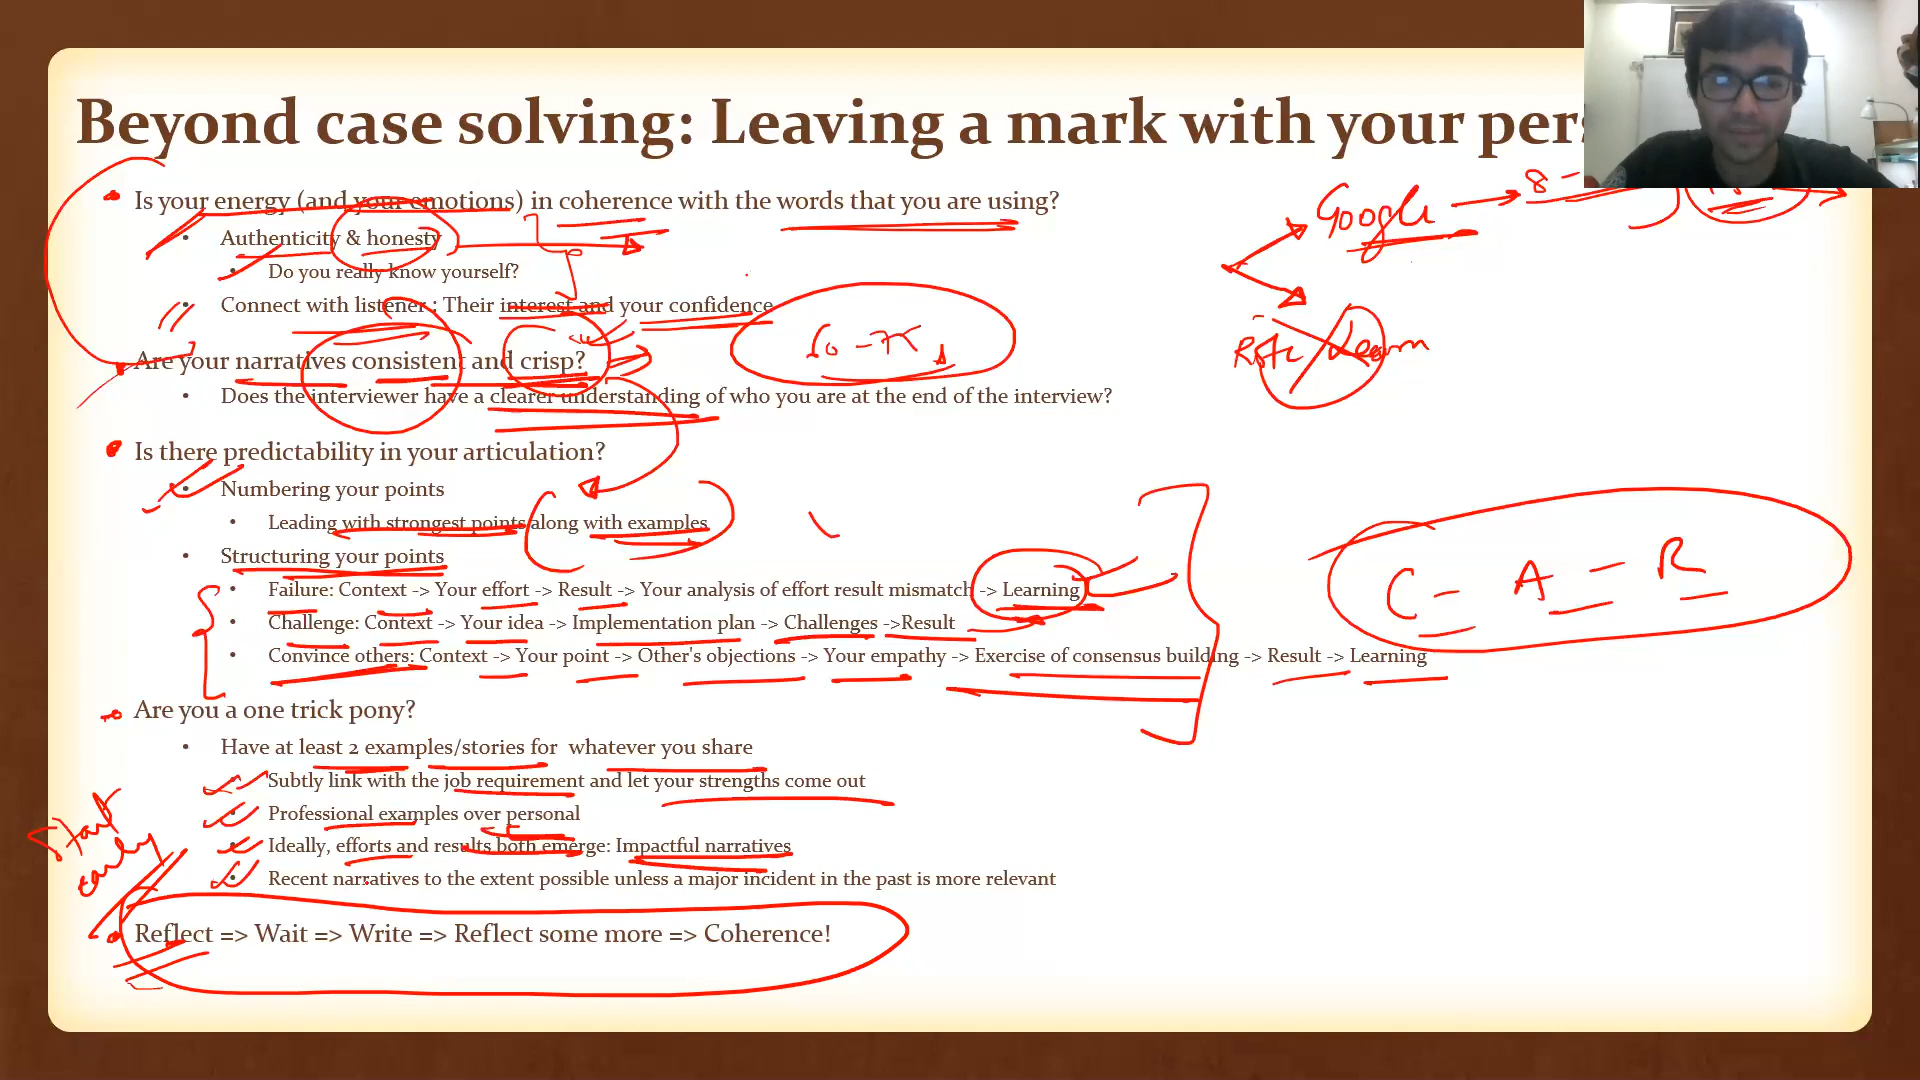 Beyond case solving: Leaving a mark with your pers
Is your energy (and your emotions) in coherence with the words that you are using?
Authenticity & honesty
Do you really know yourself?
Connect with listener : Their interest and your confidence
Are your narratives consistent and crisp?
Does the interviewer have a clearer understanding of who you are at the end of the interview?
Is there predictability in your articulation?
Numbering your points
Leading with strongest points along with examples
Structuring your points
Failure: Context -> Your effort -> Result -> Your analysis of effort result mismatch -> Learning
Challenge: Context -> Your idea -> Implementation plan -> Challenges ->Result
Convince others: Context -> Your point -> Other's objections -> Your empathy -> Exercise of consensus building -> Result -> Learning
Are you a one trick pony?
Have at least 2 examples/stories for whatever you share
Subtly link with the job requirement and let your strengths come out
Professional examples over personal
Ideally, efforts and results both emerge: Impactful narratives
Recent narratives to the extent possible unless a major incident in the past is more relevant
Reflect => Wait => Write => Reflect some more => Coherence!
Google
8
C - A - R
Start
early